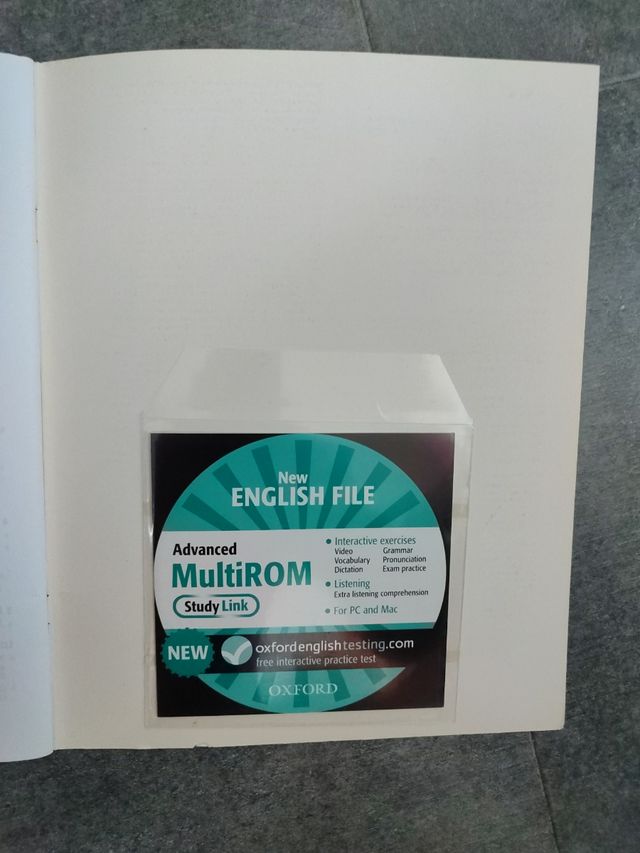 New
ENGLISH FILE
Advanced
MultiROM
Study Link
Interactive exercises
Video Grammar
Vocabulary Pronunciation
Dictation Exam practice
Listening
Extra listening comprehension
For PC and Mac
NEW
oxfordenglishtesting.com
free interactive practice test
OXFORD